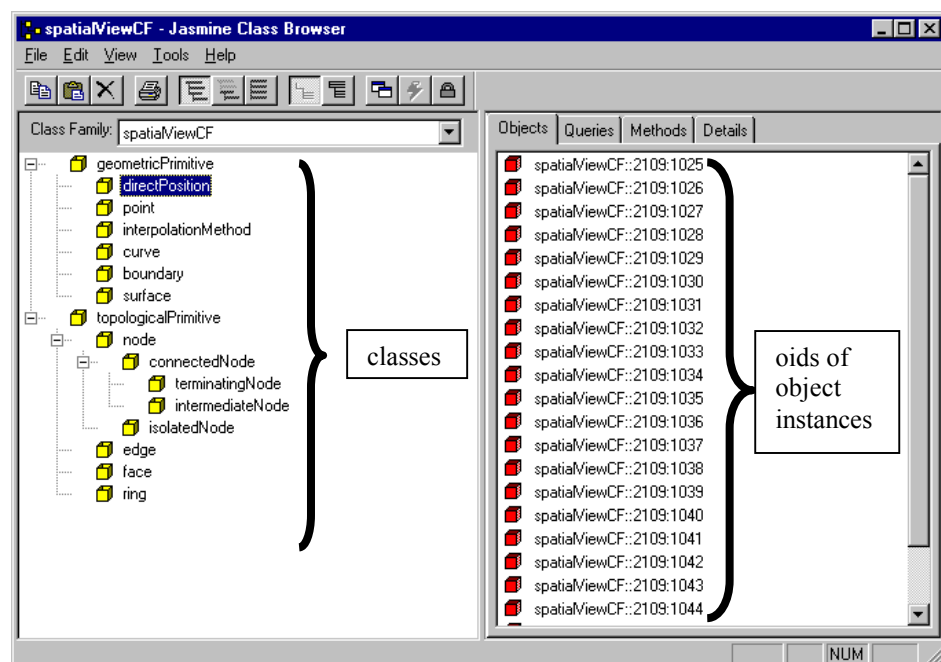 spatialViewCF - Jasmine Class Browser
File Edit View Tools Help
Class Family: spatialViewCF
geometricPrimitive
directPosition
point
interpolationMethod
curve
boundary
surface
topologicalPrimitive
node
connectedNode
terminatingNode
intermediateNode
isolatedNode
edge
face
ring
classes
Objects Queries Methods Details
spatialViewCF::2109:1025
spatialViewCF::2109:1026
spatialViewCF::2109:1027
spatialViewCF::2109:1028
spatialViewCF::2109:1029
spatialViewCF::2109:1030
spatialViewCF::2109:1031
spatialViewCF::2109:1032
spatialViewCF::2109:1033
spatialViewCF::2109:1034
spatialViewCF::2109:1035
spatialViewCF::2109:1036
spatialViewCF::2109:1037
spatialViewCF::2109:1038
spatialViewCF::2109:1039
spatialViewCF::2109:1040
spatialViewCF::2109:1041
spatialViewCF::2109:1042
spatialViewCF::2109:1043
spatialViewCF::2109:1044
oids of
object
instances
NUM